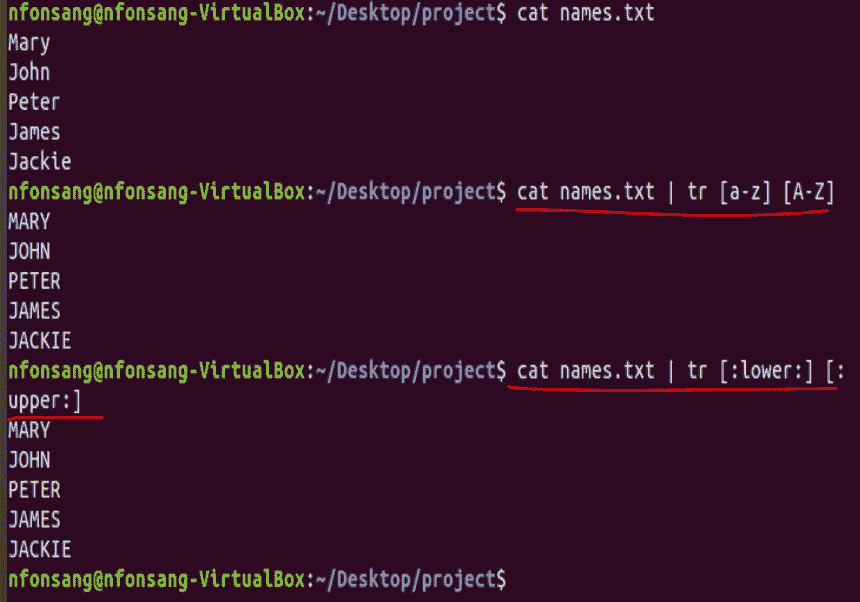 nfonsang@nfonsang-VirtualBox:~/Desktop/project$ cat names.txt
Mary
John
Peter
James
Jackie
nfonsang@nfonsang-VirtualBox:~/Desktop/project$ cat names.txt | tr [a-z] [A-Z]
MARY
JOHN
PETER
JAMES
JACKIE
nfonsang@nfonsang-VirtualBox:~/Desktop/project$ cat names.txt | tr [:lower:] [:
upper:]
MARY
JOHN
PETER
JAMES
JACKIE
nfonsang@nfonsang-VirtualBox:~/Desktop/project$